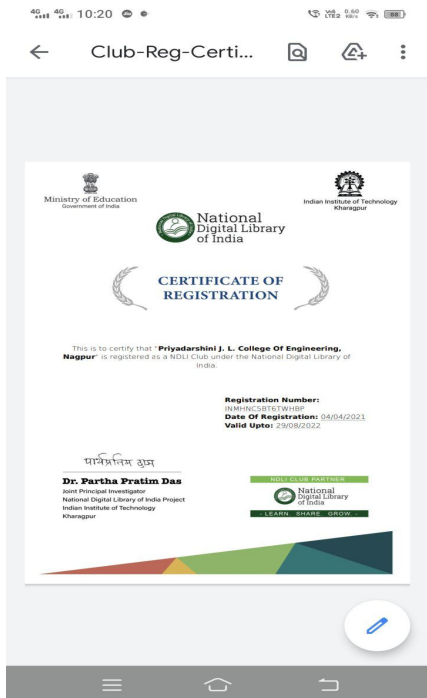 4G 4G 10:20 VoI) LTE2 0.60 KB/s 66
Club-Reg-Certi...
Ministry of Education
Government of India
Indian Institute of Technology
Kharagpur
National
Digital Library
of India
CERTIFICATE OF
REGISTRATION
This is to certify that "Priyadarshini J. L. College Of Engineering,
Nagpur" is registered as a NDLI Club under the National Digital Library of
India.
Registration Number:
INMHNC5BT6TWHBP
Date Of Registration: 04/04/2021
Valid Upto: 29/08/2022
Dr. Partha Pratim Das
Joint Principal Investigator
National Digital Library of India Project
Indian Institute of Technology
Kharagpur
NDLI CLUB PARTNER
National
Digital Library
of India
- LEARN. SHARE. GROW. -